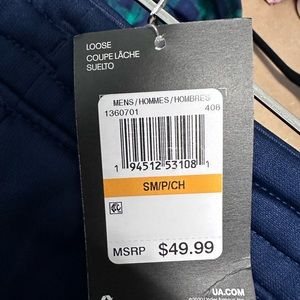 LOOSE
COUPE LÂCHE
SUELTO
MENS/HOMMES/HOMBRES
1360701 408
1 94512 53108 1
SM/P/CH
MSRP $49.99
UA.COM